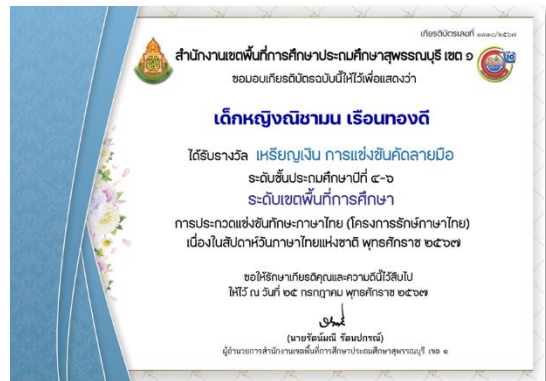 เกียรติบัตรเลขที่ ๑๑๓๐/๒๕๖๗
สำนักงานเขตพื้นที่การศึกษาประถมศึกษาสุพรรณบุรี เขต ๑
ขอมอบเกียรติบัตรฉบับนี้ให้ไว้เพื่อแสดงว่า
เด็กหญิงณิชามน เรือนทองดี
ได้รับรางวัล เหรียญเงิน การแข่งขันคัดลายมือ
ระดับชั้นประถมศึกษาปีที่ ๔-๖
ระดับเขตพื้นที่การศึกษา
การประกวดแข่งขันทักษะภาษาไทย (โครงการรักษ์ภาษาไทย)
เนื่องในสัปดาห์วันภาษาไทยแห่งชาติ พุทธศักราช ๒๕๖๗
ขอให้รักษาเกียรติคุณและความดีนี้ไว้สืบไป
ให้ไว้ ณ วันที่ ๒๔ กรกฎาคม พุทธศักราช ๒๕๖๗
(นายรัตน์มณี รัตนปกรณ์)
ผู้อำนวยการสำนักงานเขตพื้นที่การศึกษาประถมศึกษาสุพรรณบุรี เขต ๑